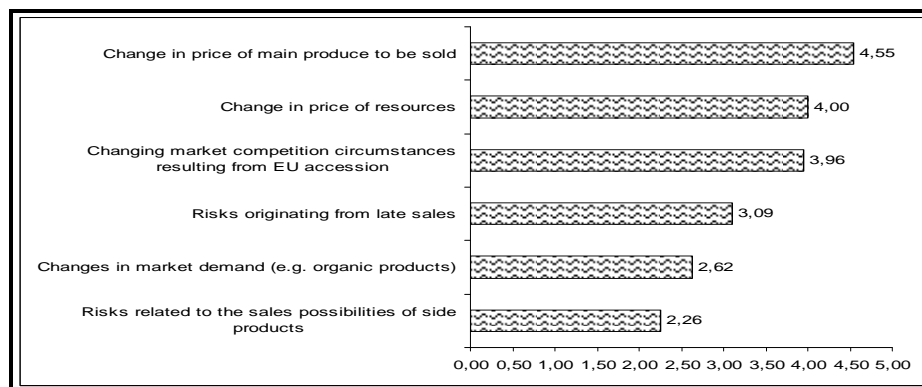 Change in price of main produce to be sold
4,55
Change in price of resources
4,00
Changing market competition circumstances
resulting from EU accession
3,96
Risks originating from late sales
3,09
Changes in market demand (e.g. organic products)
2,62
Risks related to the sales possibilities of side
products
2,26
0,00 0,50 1,00 1,50 2,00 2,50 3,00 3,50 4,00 4,50 5,00